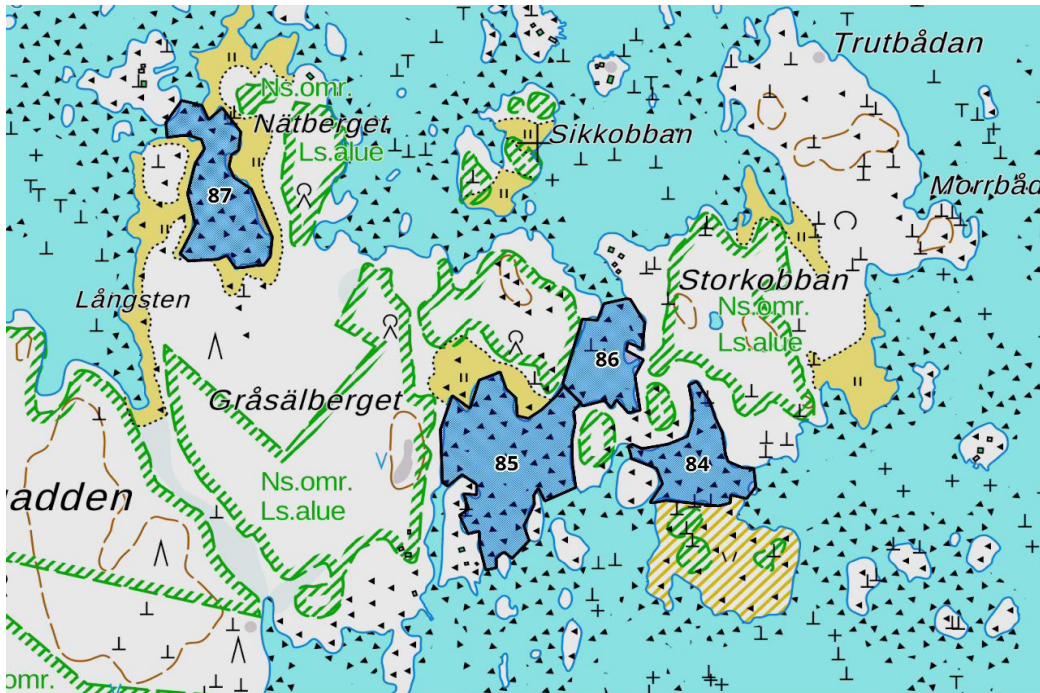 Trutbådan
Ns.omr.
Nätberget
Ls.alue
Sikkobban
87
Morrbåd
Storkobban
Långsten
Ns.omr.
Ls.alue
86
Gråsälberget
85
84
Ns.omr.
Ls.alue
adden
omr.